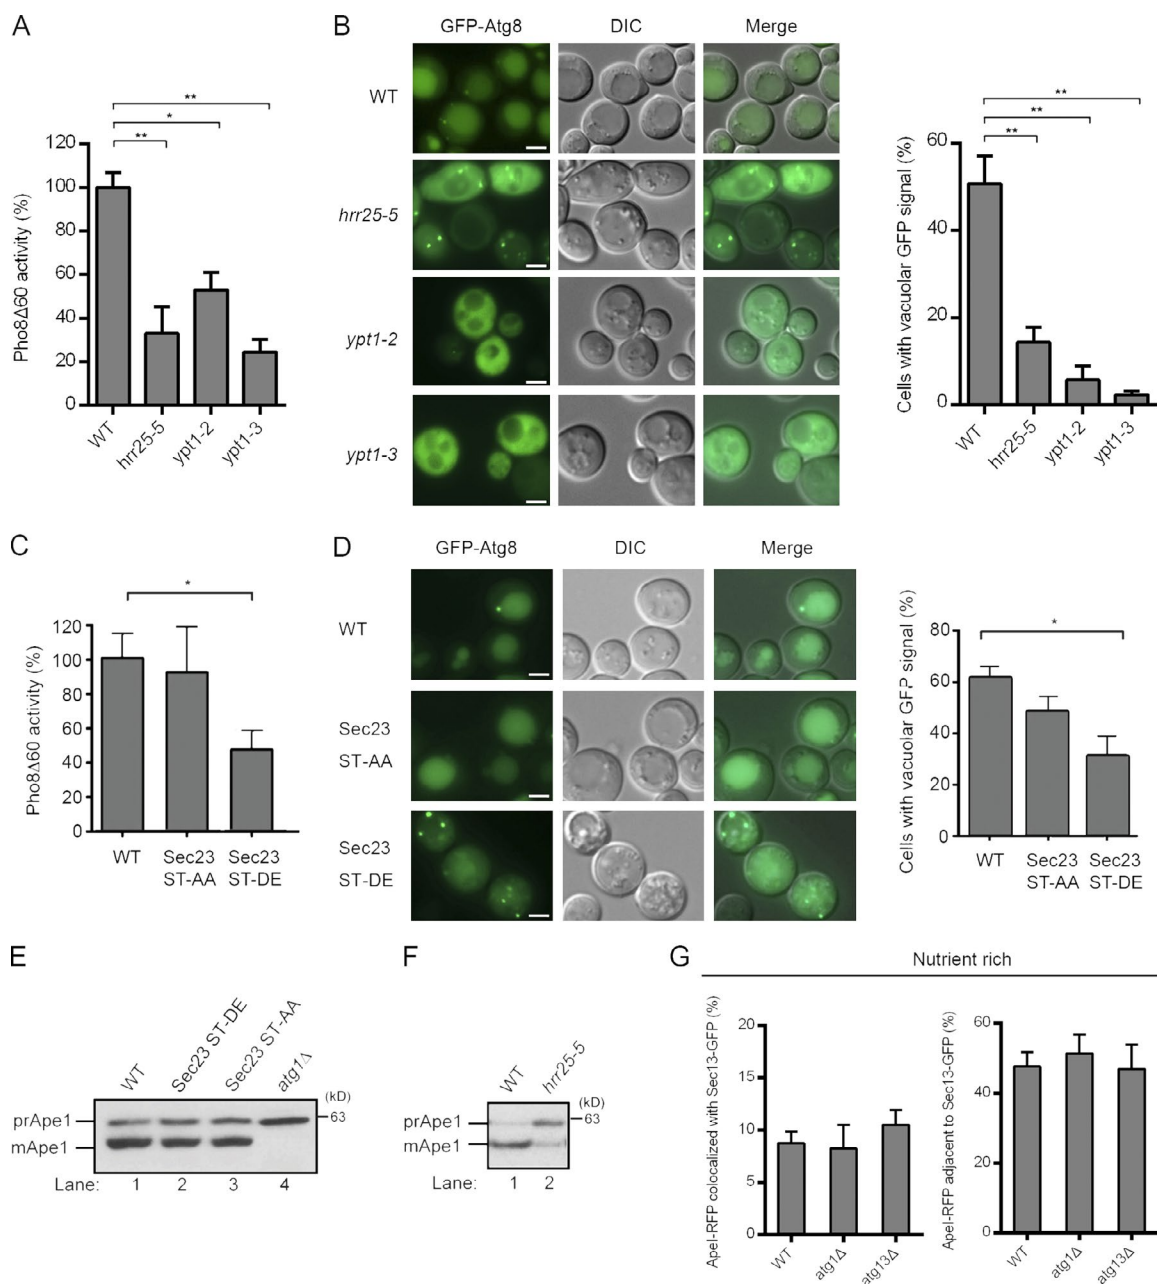 A
Pho8Δ60 activity (%)
120
100
80
60
40
20
0
**
*
**
WT
hrr25-5
ypt1-2
ypt1-3
B
GFP-Atg8 DIC Merge
WT
hrr25-5
ypt1-2
ypt1-3
Cells with vacuolar GFP signal (%)
60
40
20
0
**
**
**
WT
hrr25-5
ypt1-2
ypt1-3
C
Pho8Δ60 activity (%)
120
100
80
60
40
20
0
*
WT Sec23 Sec23
ST-AA ST-DE
D
GFP-Atg8 DIC Merge
WT
Sec23
ST-AA
Sec23
ST-DE
Cells with vacuolar GFP signal (%)
80
60
40
20
0
*
WT Sec23 Sec23
ST-AA ST-DE
E
WT
Sec23 ST-DE
Sec23 ST-AA
atg1Δ
(kD)
prApe1 63
mApe1
Lane: 1 2 3 4
F
WT
hrr25-5
(kD)
prApe1 63
mApe1
Lane: 1 2
G
Nutrient rich
ApeI-RFP colocalized with Sec13-GFP (%)
20
15
10
5
0
WT
atg1Δ
atg13Δ
ApeI-RFP adjacent to Sec13-GFP (%)
60
40
20
0
WT
atg1Δ
atg13Δ